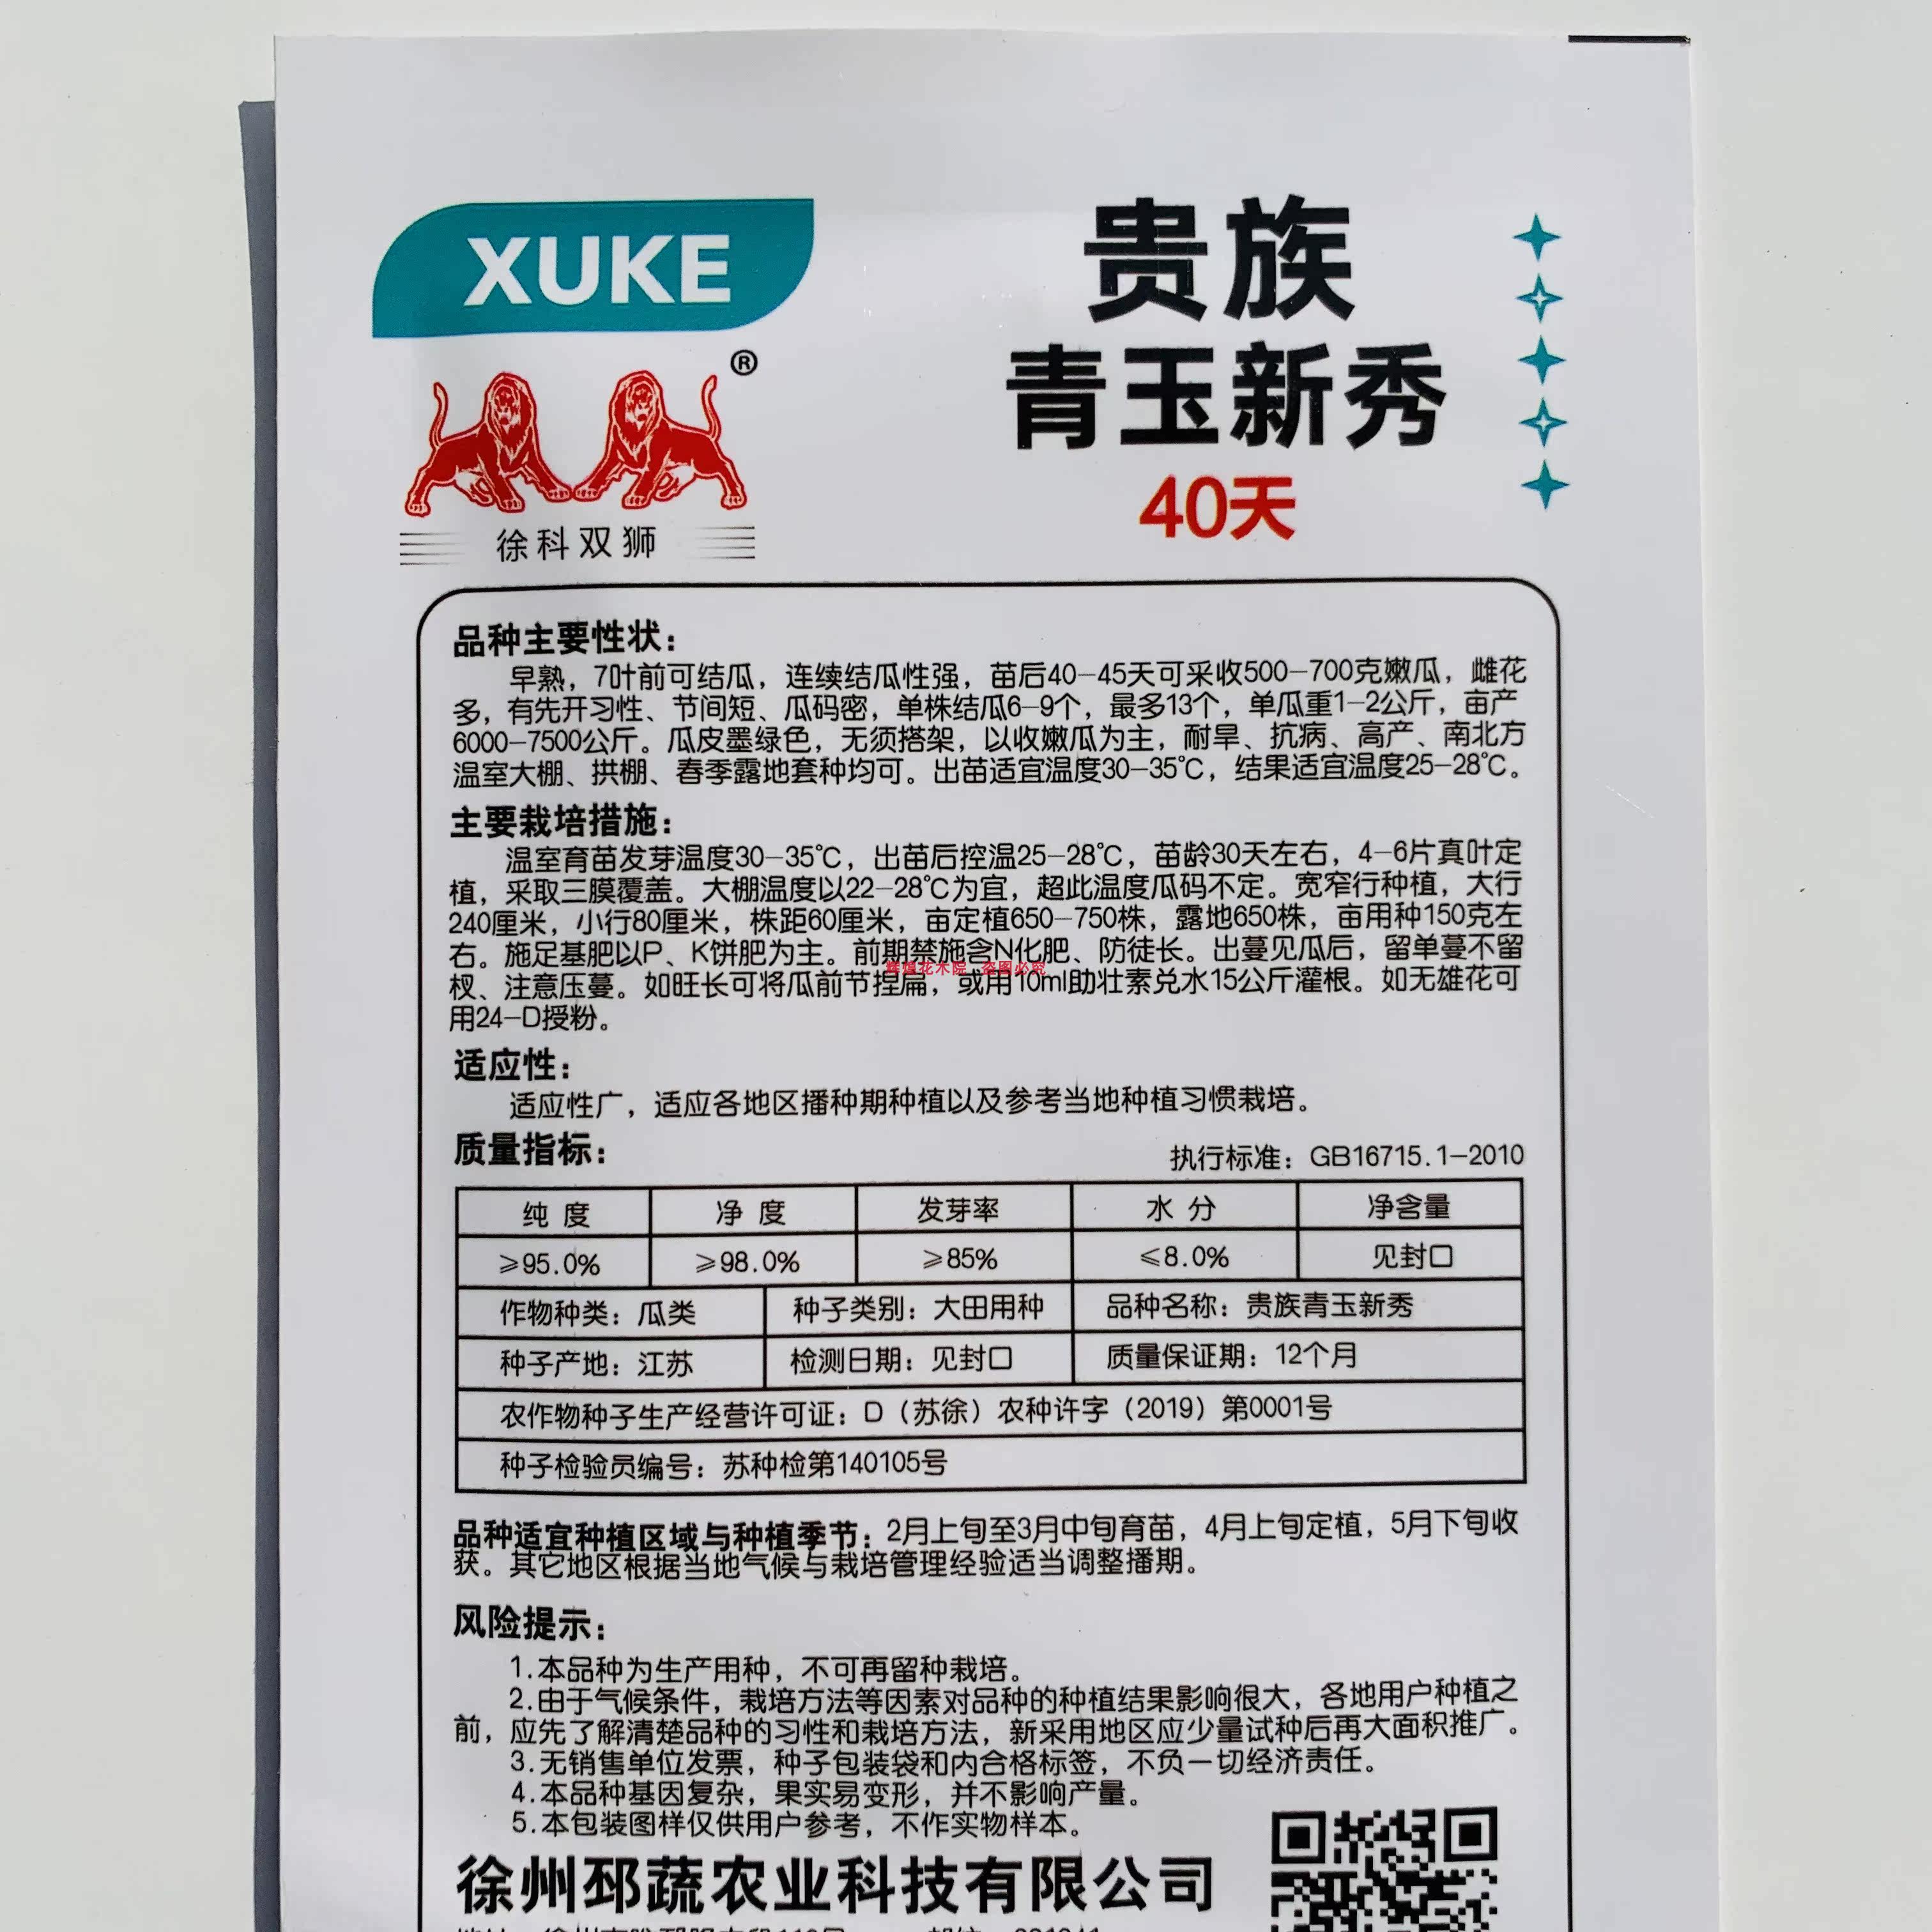 XUKE
®
徐科双狮
贵族
青玉新秀
40天
品种主要性状：
早熟，7叶前可结瓜，连续结瓜性强，苗后40-45天可采收500-700克嫩瓜，雌花
多，有先开习性、节间短、瓜码密，单株结瓜6-9个，最多13个，单瓜重1-2公斤，亩产
6000-7500公斤。瓜皮墨绿色，无须搭架，以收嫩瓜为主，耐旱、抗病、高产、南北方
温室大棚、拱棚、春季露地套种均可。出苗适宜温度30-35℃，结果适宜温度25-28℃。
主要栽培措施：
温室育苗发芽温度30-35℃，出苗后控温25-28℃，苗龄30天左右，4-6片真叶定
植，采取三膜覆盖。大棚温度以22-28℃为宜，超此温度瓜码不定。宽窄行种植，大行
240厘米，小行80厘米，株距60厘米，亩定植650-750株，露地650株，亩用种150克左
右。施足基肥以P、K饼肥为主。前期禁施含N化肥、防徒长。出蔓见瓜后，留单蔓不留
杈、注意压蔓。如旺长可将瓜前节捏扁，或用10ml助壮素兑水15公斤灌根。如无雄花可
用24-D授粉。
辉煌花木院 盗图必究
适应性：
适应性广，适应各地区播种期种植以及参考当地种植习惯栽培。
质量指标：
执行标准：GB16715.1-2010
纯 度 净 度 发芽率 水 分 净含量
≥95.0% ≥98.0% ≥85% ≤8.0% 见封口
作物种类：瓜类 种子类别：大田用种 品种名称：贵族青玉新秀
种子产地：江苏 检测日期：见封口 质量保证期：12个月
农作物种子生产经营许可证：D（苏徐）农种许字（2019）第0001号
种子检验员编号：苏种检第140105号
品种适宜种植区域与种植季节：2月上旬至3月中旬育苗，4月上旬定植，5月下旬收
获。其它地区根据当地气候与栽培管理经验适当调整播期。
风险提示：
1.本品种为生产用种，不可再留种栽培。
2.由于气候条件，栽培方法等因素对品种的种植结果影响很大，各地用户种植之
前，应先了解清楚品种的习性和栽培方法，新采用地区应少量试种后再大面积推广。
3.无销售单位发票，种子包装袋和内合格标签，不负一切经济责任。
4.本品种基因复杂，果实易变形，并不影响产量。
5.本包装图样仅供用户参考，不作实物样本。
徐州邳蔬农业科技有限公司